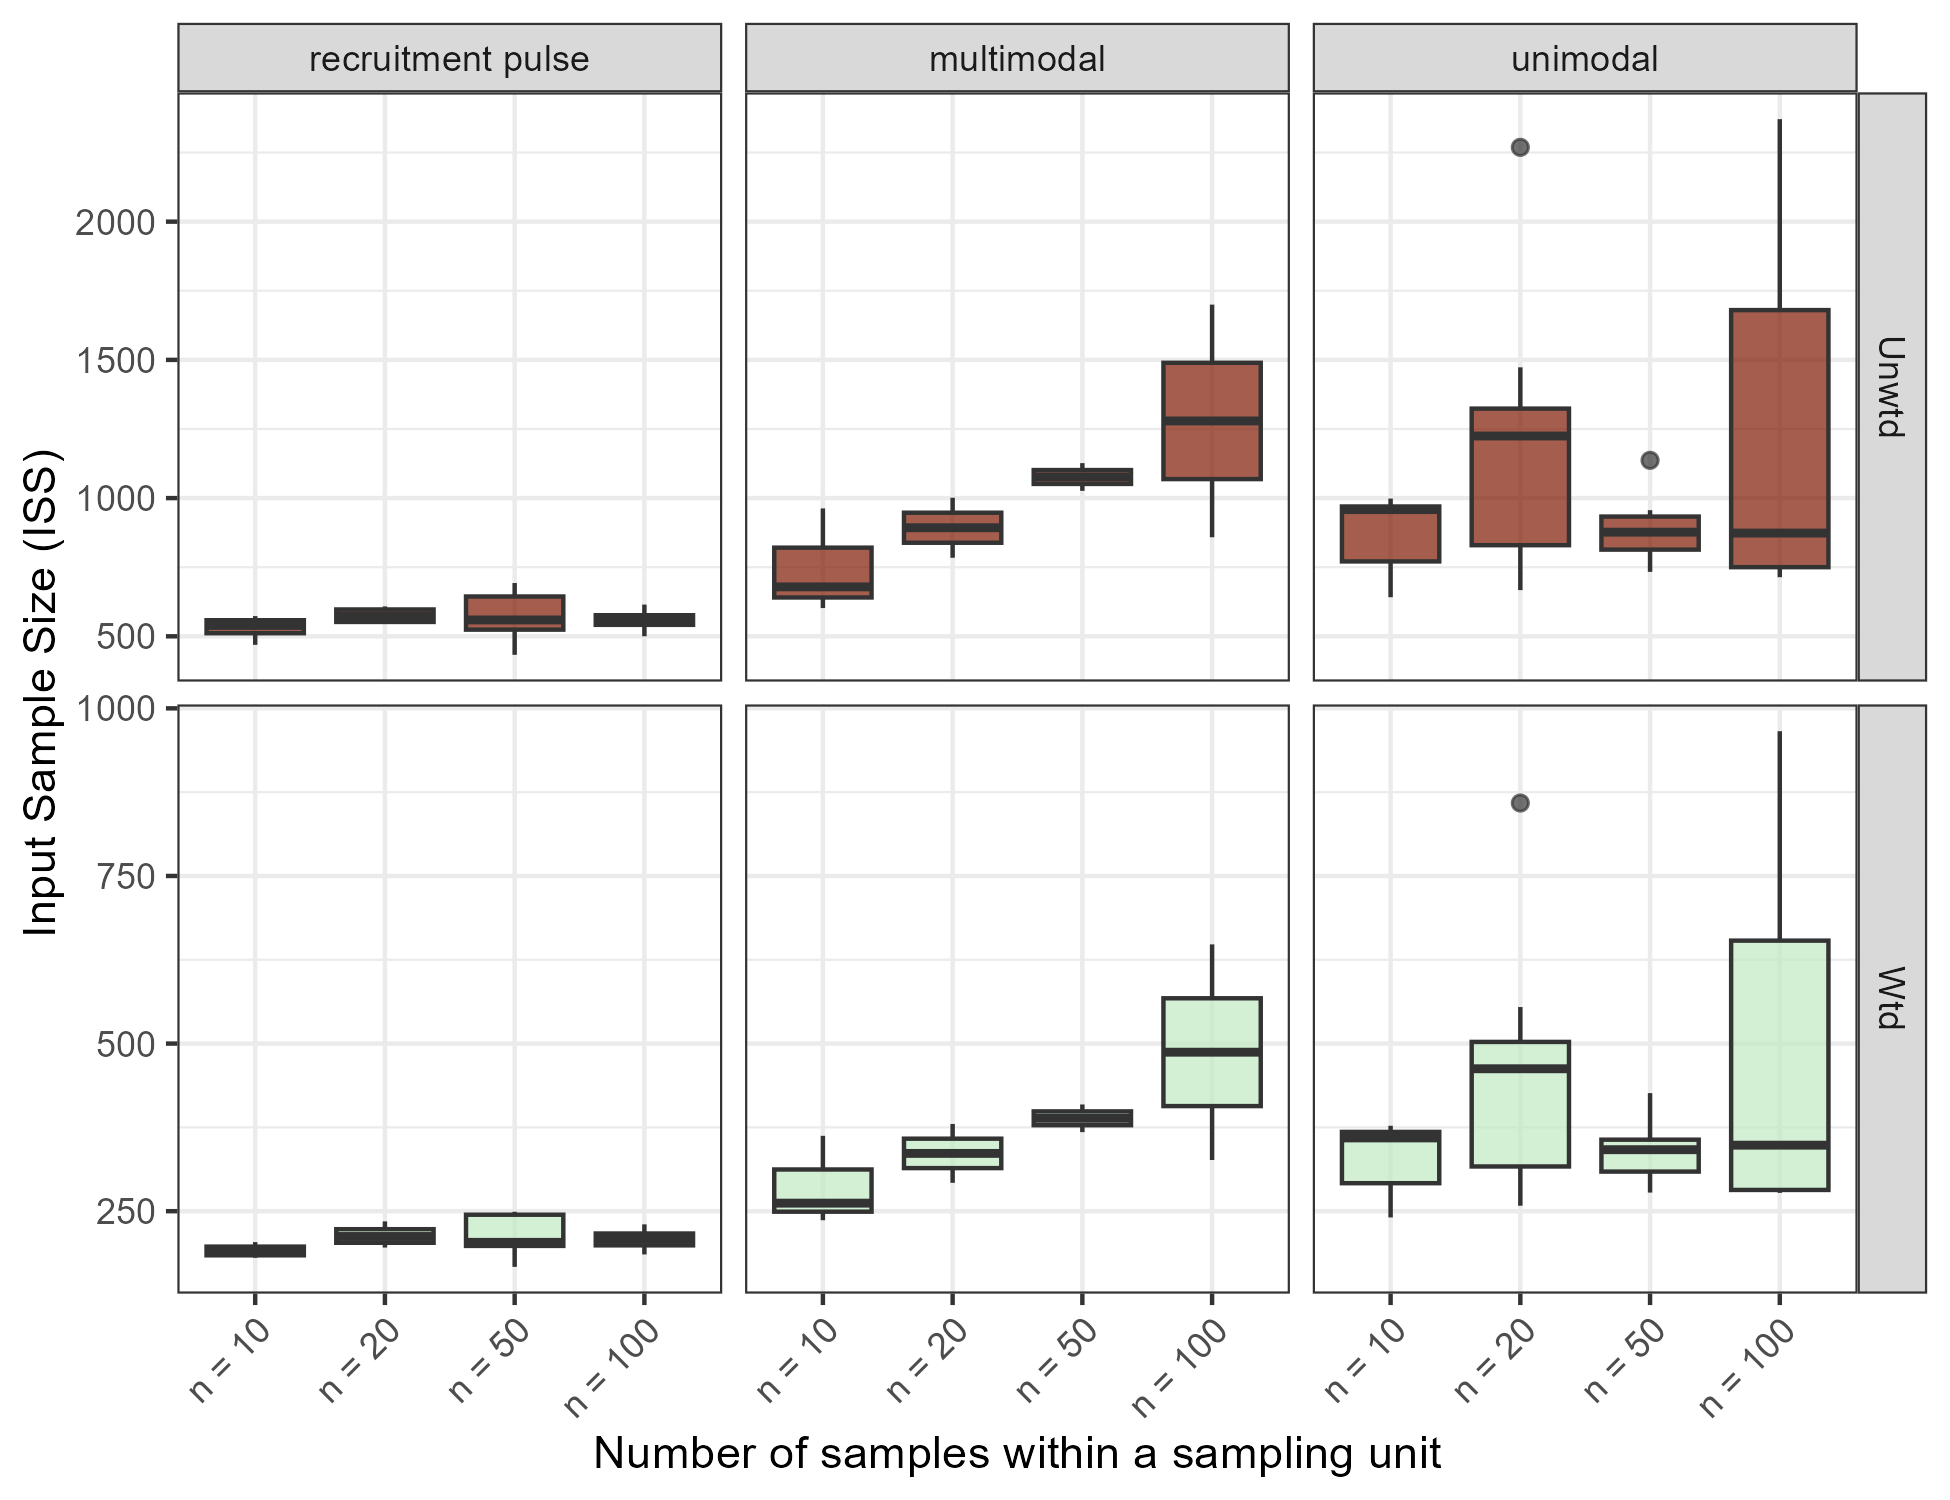 recruitment pulse
multimodal
unimodal
Unwtd
2000
1500
1000
500
Wtd
1000
750
500
250
Input Sample Size (ISS)
n = 10
n = 20
n = 50
n = 100
n = 10
n = 20
n = 50
n = 100
n = 10
n = 20
n = 50
n = 100
Number of samples within a sampling unit